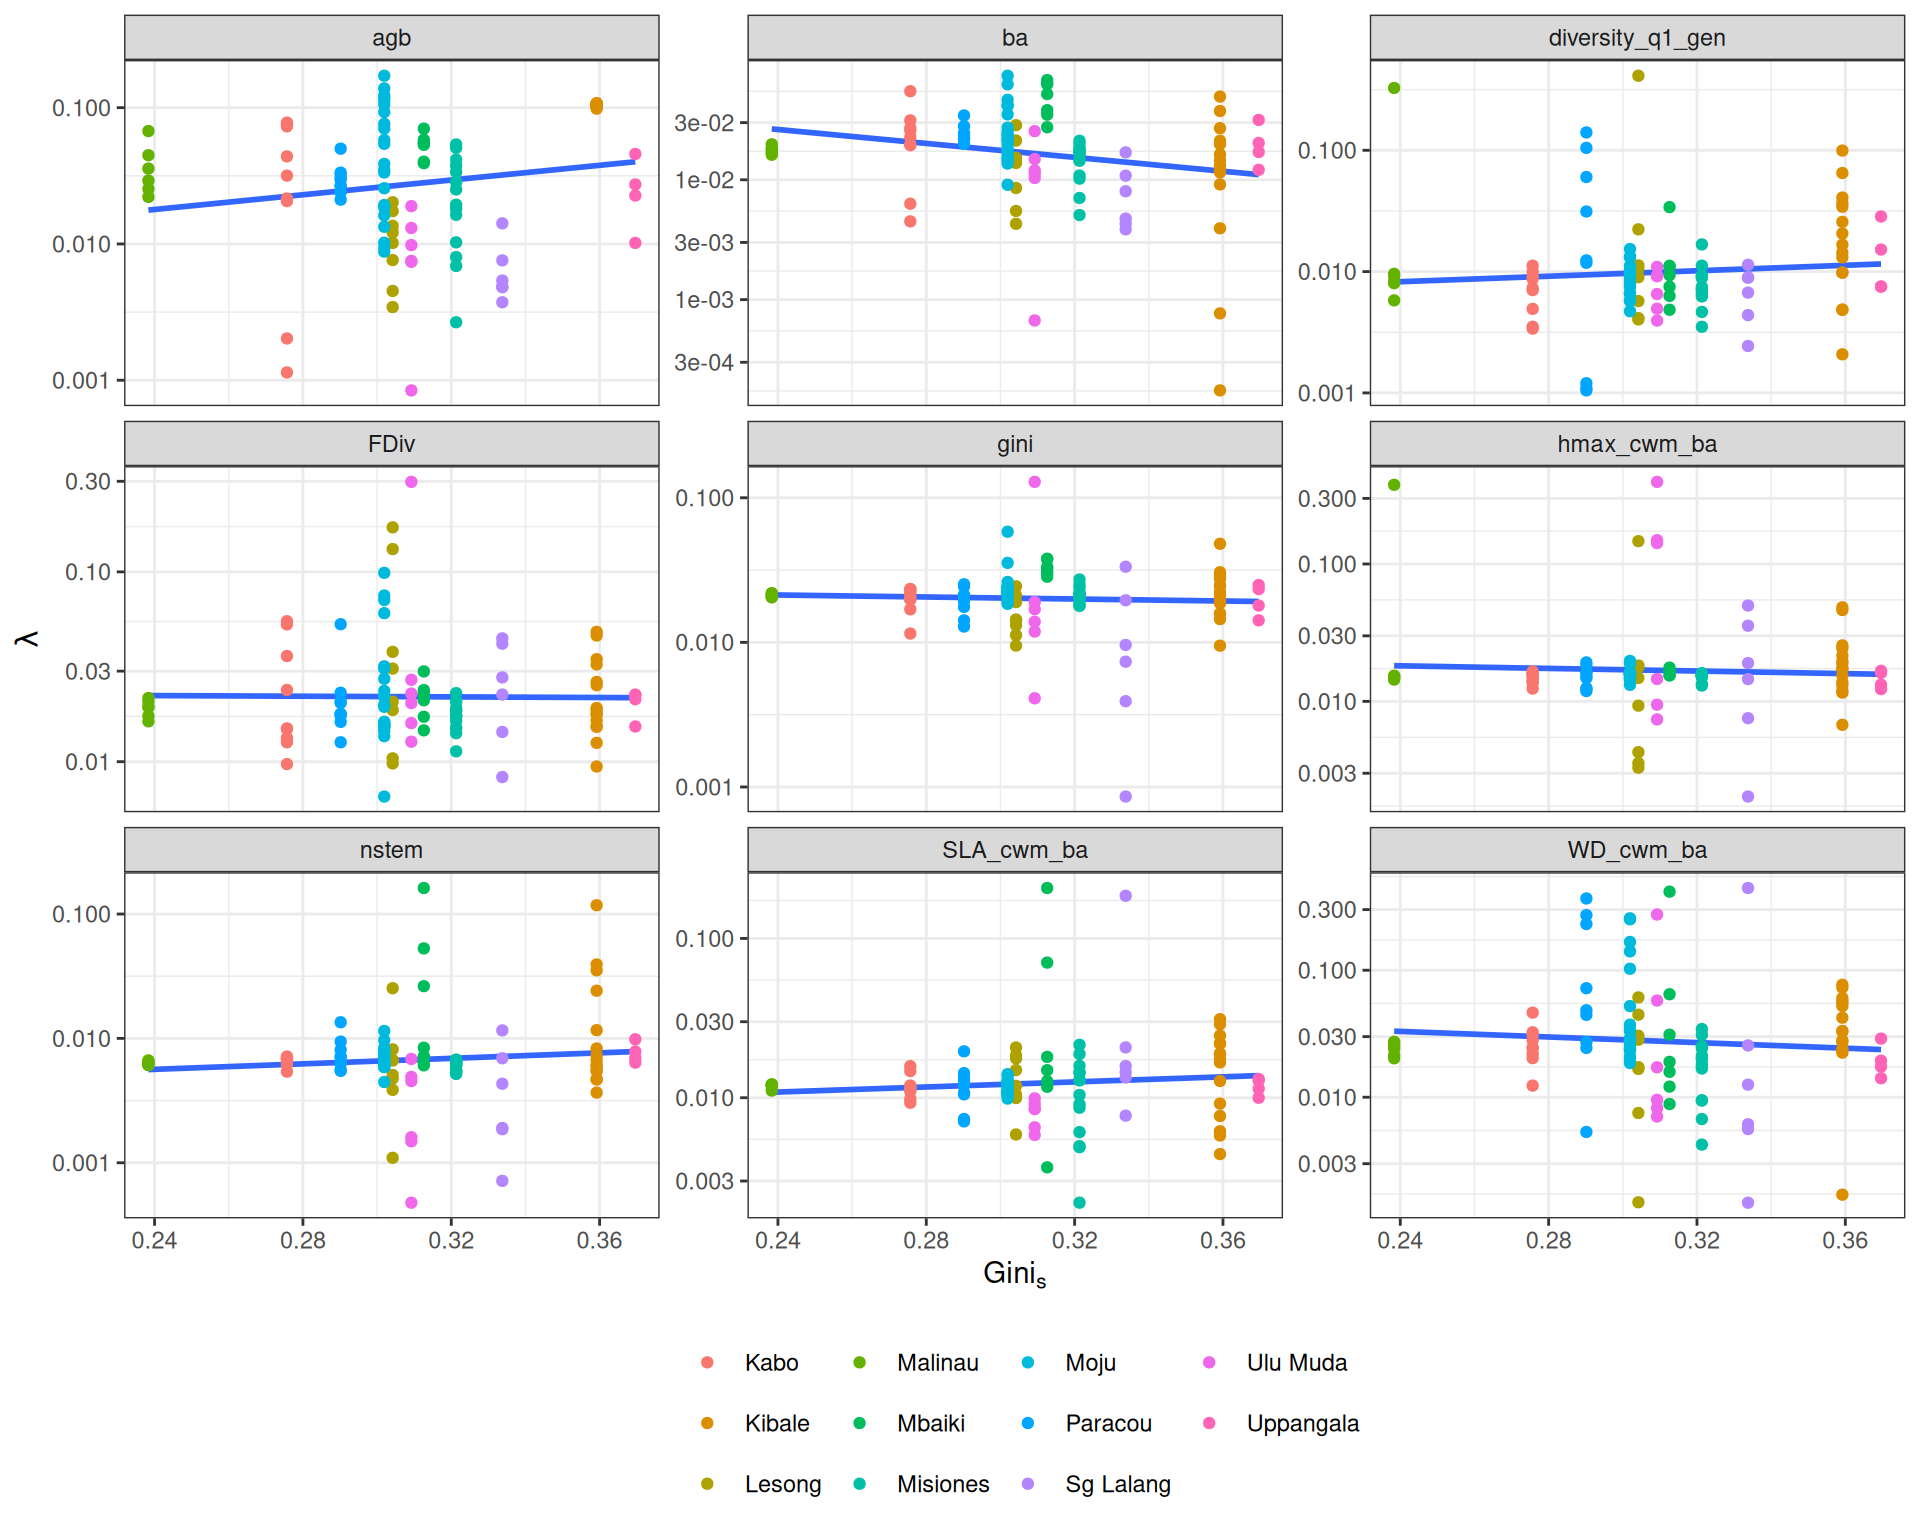 agb
ba
diversity_q1_gen
0.100
0.010
0.001
3e-02
1e-02
3e-03
1e-03
3e-04
0.100
0.010
0.001
FDiv
gini
hmax_cwm_ba
0.30
0.10
0.03
0.01
0.100
0.010
0.001
0.300
0.100
0.030
0.010
0.003
λ
nstem
SLA_cwm_ba
WD_cwm_ba
0.100
0.010
0.001
0.100
0.030
0.010
0.003
0.300
0.100
0.030
0.010
0.003
0.24 0.28 0.32 0.36
0.24 0.28 0.32 0.36
0.24 0.28 0.32 0.36
Ginis
Kabo Malinau Moju Ulu Muda
Kibale Mbaiki Paracou Uppangala
Lesong Misiones Sg Lalang